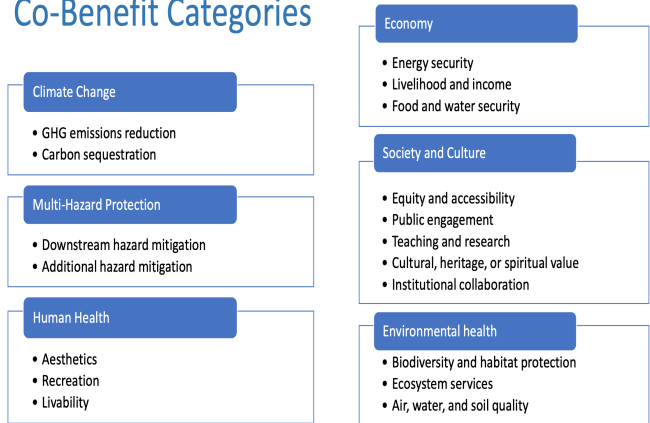 Co-Benefit Categories
Climate Change
• GHG emissions reduction
• Carbon sequestration
Multi-Hazard Protection
• Downstream hazard mitigation
• Additional hazard mitigation
Human Health
• Aesthetics
• Recreation
• Livability
Economy
• Energy security
• Livelihood and income
• Food and water security
Society and Culture
• Equity and accessibility
• Public engagement
• Teaching and research
• Cultural, heritage, or spiritual value
• Institutional collaboration
Environmental health
• Biodiversity and habitat protection
• Ecosystem services
• Air, water, and soil quality